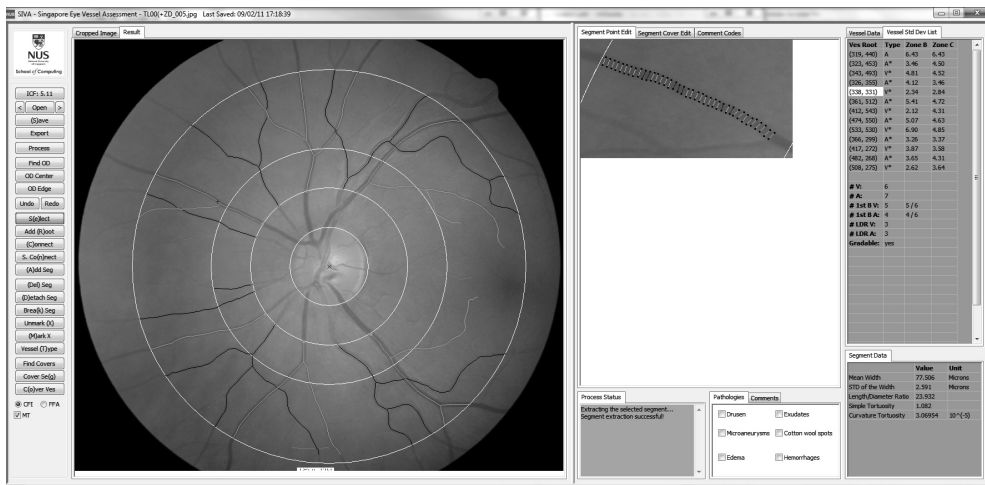 SIVA - Singapore Eye Vessel Assessment - TL00(+ZD_005.jpg Last Saved: 09/02/11 17:18:39
NUS
National University
of Singapore
School of Computing
ICF: 5.11
< Open >
(S)ave
Export
Process
Find OD
OD Center
OD Edge
Undo Redo
S(e)lect
Add (R)oot
(C)onnect
S. Co(n)nect
(A)dd Seg
(Del) Seg
(D)etach Seg
Brea(k) Seg
Unmark (X)
(M)ark X
Vessel (T)ype
Find Covers
Cover Se(g)
C(o)ver Ves
CFI FFA
MT
Cropped Image Result
Segment Point Edit Segment Cover Edit Comment Codes
Process Status
Extracting the selected segment...
Segment extraction successful!
Pathologies Comments
Drusen Exudates
Microaneurysms Cotton wool spots
Edema Hemorrhages
Vessel Data Vessel Std Dev List
Ves Root Type Zone B Zone C
(319, 440) A 6.43 6.43
(323, 453) A* 3.46 4.50
(343, 493) V* 4.81 4.52
(326, 355) A* 4.12 3.46
(338, 331) V* 2.34 2.84
(361, 512) A* 5.41 4.72
(412, 543) V* 2.12 4.31
(474, 550) A* 5.07 4.63
(533, 530) V* 6.90 4.85
(366, 299) A* 3.26 3.37
(417, 272) V* 3.87 3.58
(482, 268) A* 3.65 4.31
(508, 275) V* 2.62 3.64
# V: 6
# A: 7
# 1st B V: 5 5 / 6
# 1st B A: 4 4 / 6
# LDR V: 3
# LDR A: 3
Gradable: yes
Segment Data
Value Unit
Mean Width 77.506 Microns
STD of the Width 2.591 Microns
Length/Diameter Ratio 23.932
Simple Tortuosity 1.082
Curvature Tortuosity 3.06954 10^(-5)